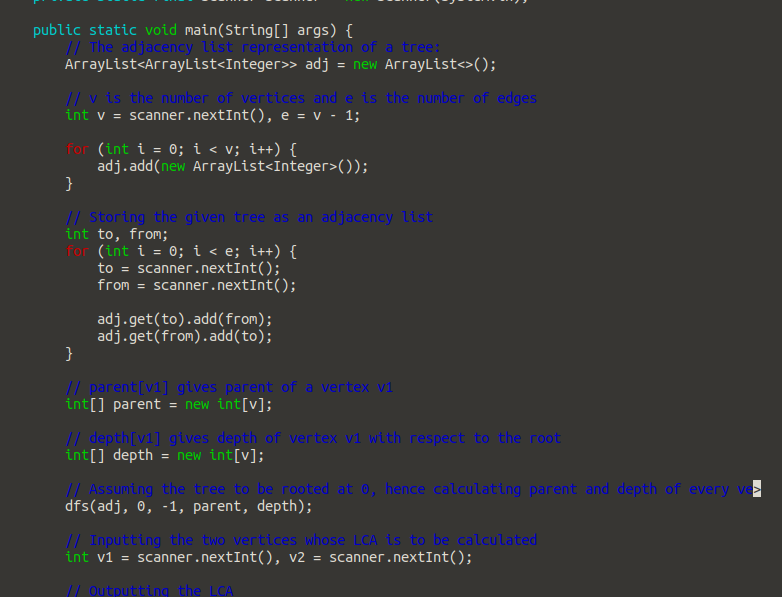 public static void main(String[] args) {
// The adjacency list representation of a tree:
ArrayList<ArrayList<Integer>> adj = new ArrayList<>();
// v is the number of vertices and e is the number of edges
int v = scanner.nextInt(), e = v - 1;
for (int i = 0; i < v; i++) {
adj.add(new ArrayList<Integer>());
}
// Storing the given tree as an adjacency list
int to, from;
for (int i = 0; i < e; i++) {
to = scanner.nextInt();
from = scanner.nextInt();
adj.get(to).add(from);
adj.get(from).add(to);
}
// parent[v1] gives parent of a vertex v1
int[] parent = new int[v];
// depth[v1] gives depth of vertex v1 with respect to the root
int[] depth = new int[v];
// Assuming the tree to be rooted at 0, hence calculating parent and depth of every ve>
dfs(adj, 0, -1, parent, depth);
// Inputting the two vertices whose LCA is to be calculated
int v1 = scanner.nextInt(), v2 = scanner.nextInt();
// Outputting the LCA